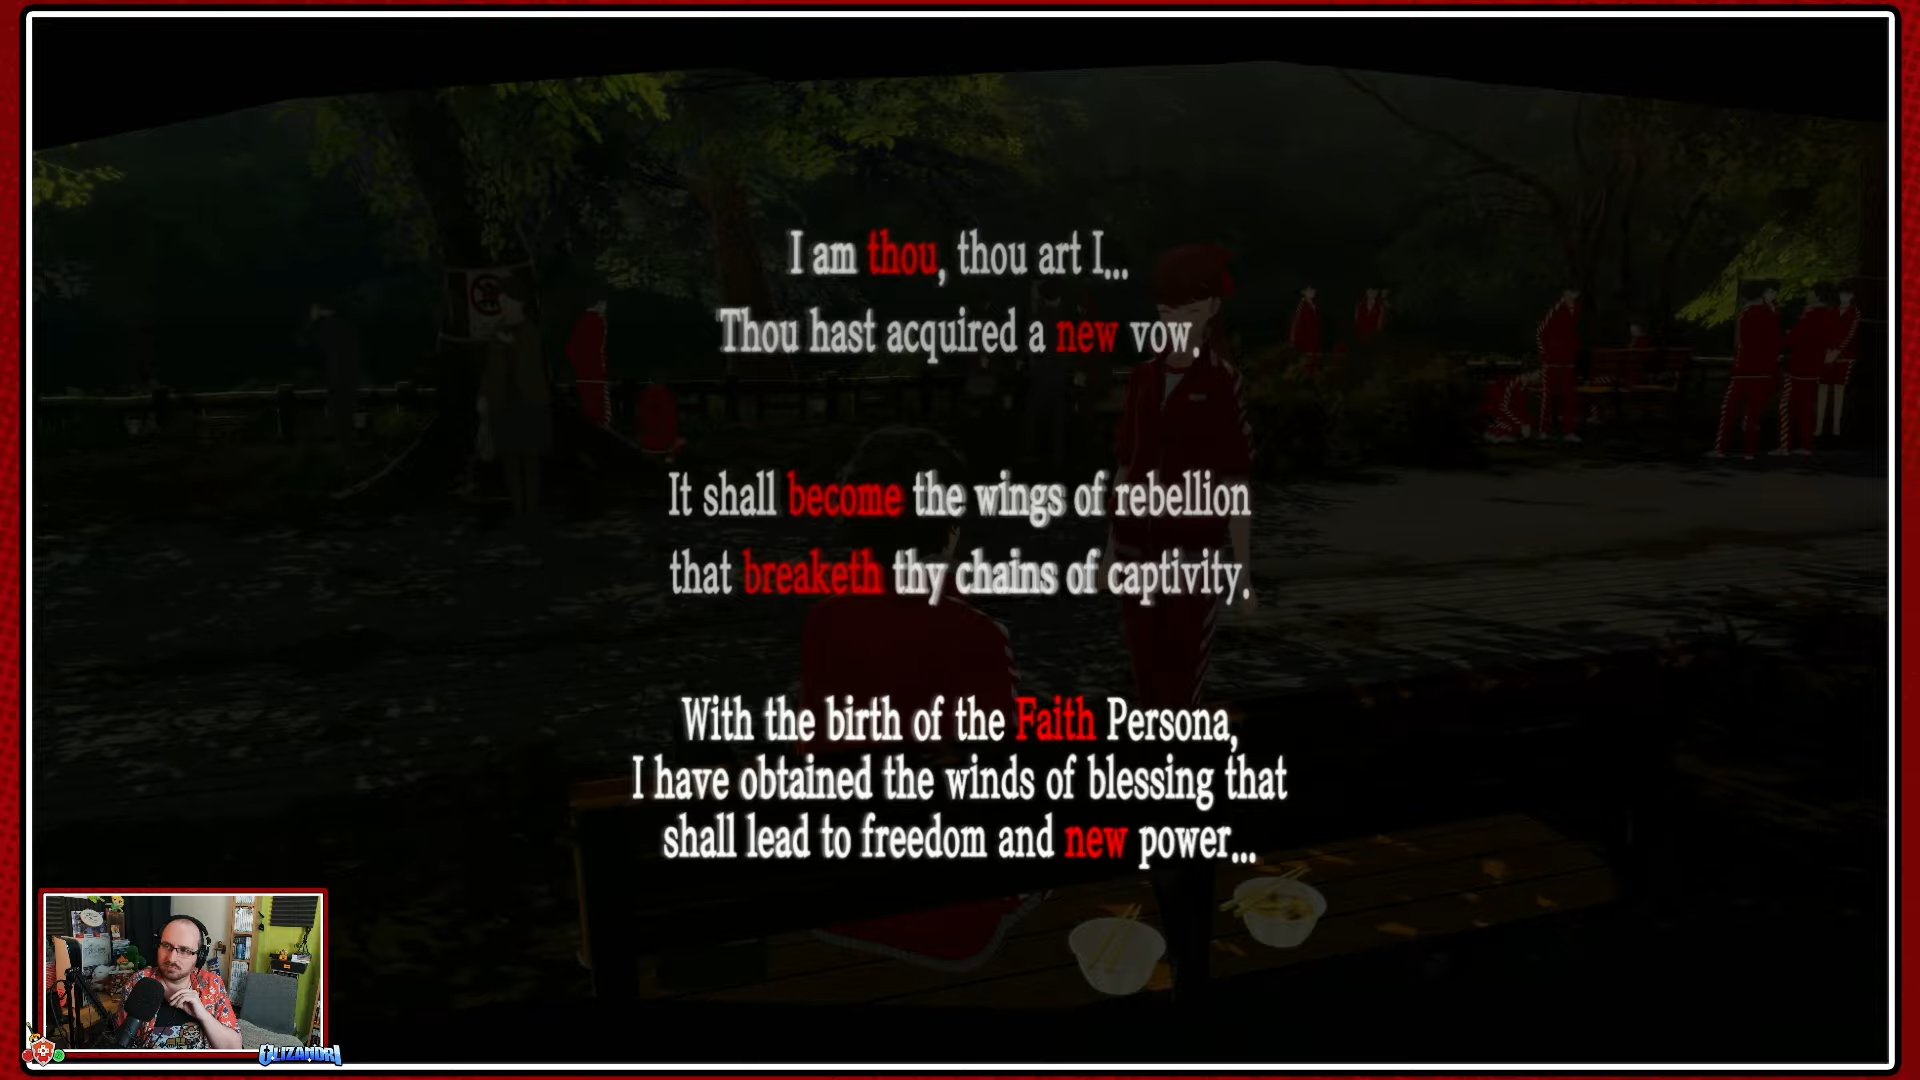 I am thou, thou art I...
Thou hast acquired a new vow.
It shall become the wings of rebellion
that breaketh thy chains of captivity.
With the birth of the Faith Persona,
I have obtained the winds of blessing that
shall lead to freedom and new power...
OLIZANDRI